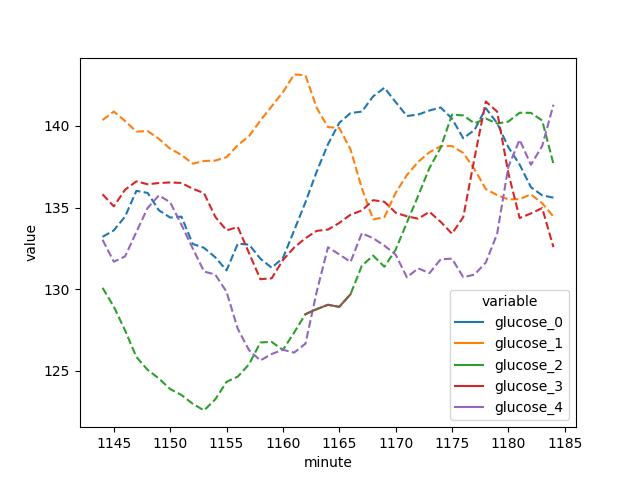 140
135
130
125
value
variable
glucose_0
glucose_1
glucose_2
glucose_3
glucose_4
1145 1150 1155 1160 1165 1170 1175 1180 1185
minute